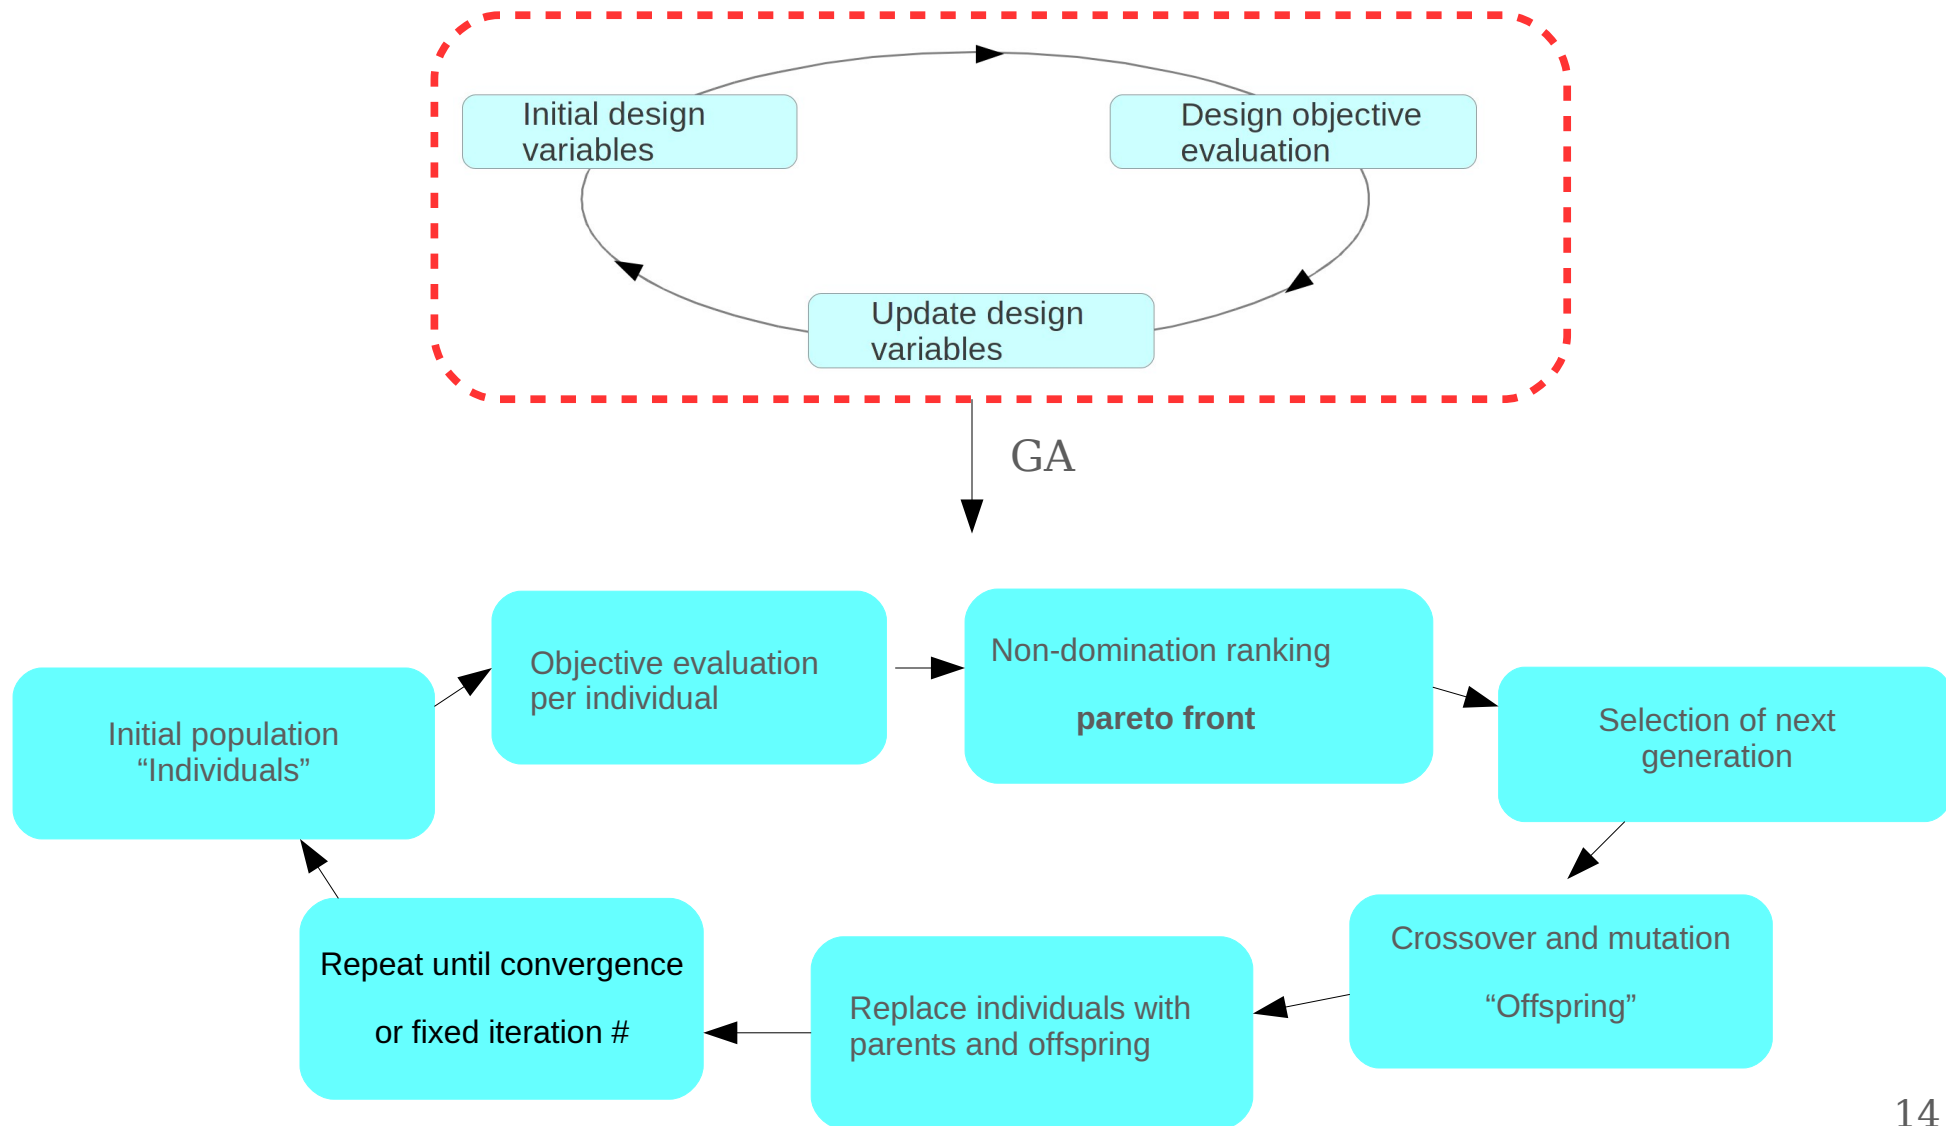 Initial design
variables
Design objective
evaluation
Update design
variables
GA
Objective evaluation
per individual
Non-domination ranking
pareto front
Initial population
“Individuals”
Selection of next
generation
Crossover and mutation
“Offspring”
Repeat until convergence
or fixed iteration #
Replace individuals with
parents and offspring
14